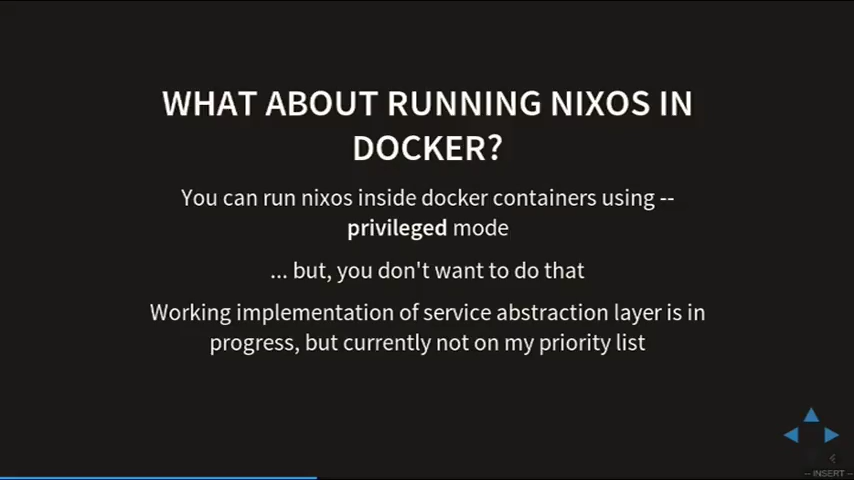 WHAT ABOUT RUNNING NIXOS IN
DOCKER?
You can run nixos inside docker containers using --
privileged mode
... but, you don't want to do that
Working implementation of service abstraction layer is in
progress, but currently not on my priority list
-- INSERT --